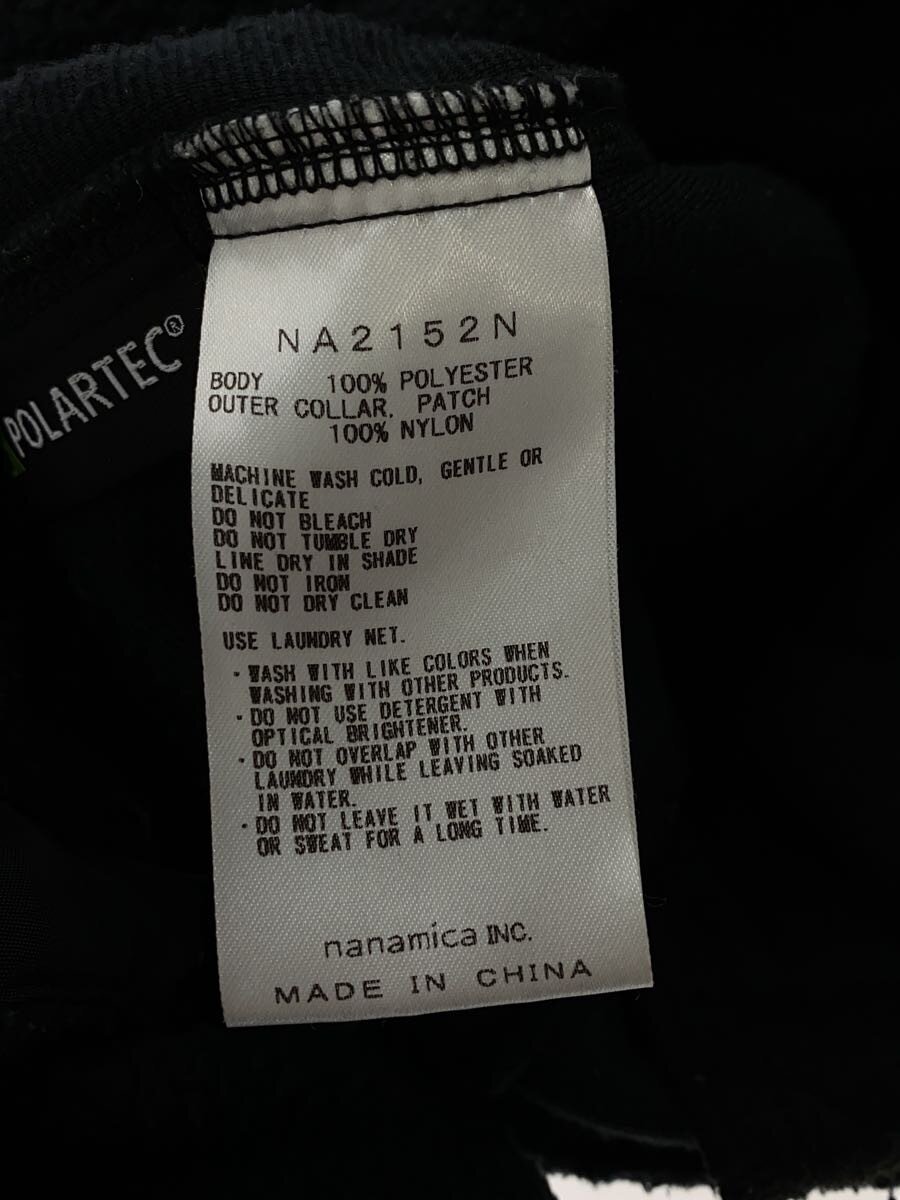 POLARTEC®
NA2152N
BODY 100% POLYESTER
OUTER COLLAR, PATCH
100% NYLON
MACHINE WASH COLD, GENTLE OR
DELICATE
DO NOT BLEACH
DO NOT TUMBLE DRY
LINE DRY IN SHADE
DO NOT IRON
DO NOT DRY CLEAN
USE LAUNDRY NET.
・WASH WITH LIKE COLORS WHEN
WASHING WITH OTHER PRODUCTS.
・DO NOT USE DETERGENT WITH
OPTICAL BRIGHTENER.
・DO NOT OVERLAP WITH OTHER
LAUNDRY WHILE LEAVING SOAKED
IN WATER.
・DO NOT LEAVE IT WET WITH WATER
OR SWEAT FOR A LONG TIME.
nanamica INC.
MADE IN CHINA